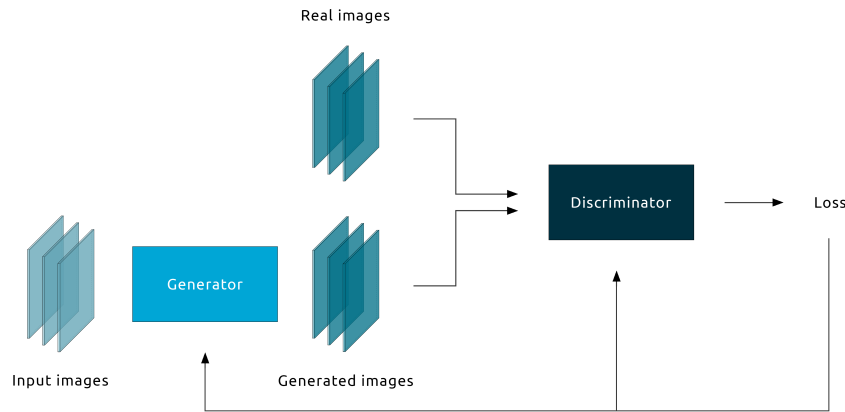 Real images
Discriminator
Loss
Generator
Input images
Generated images